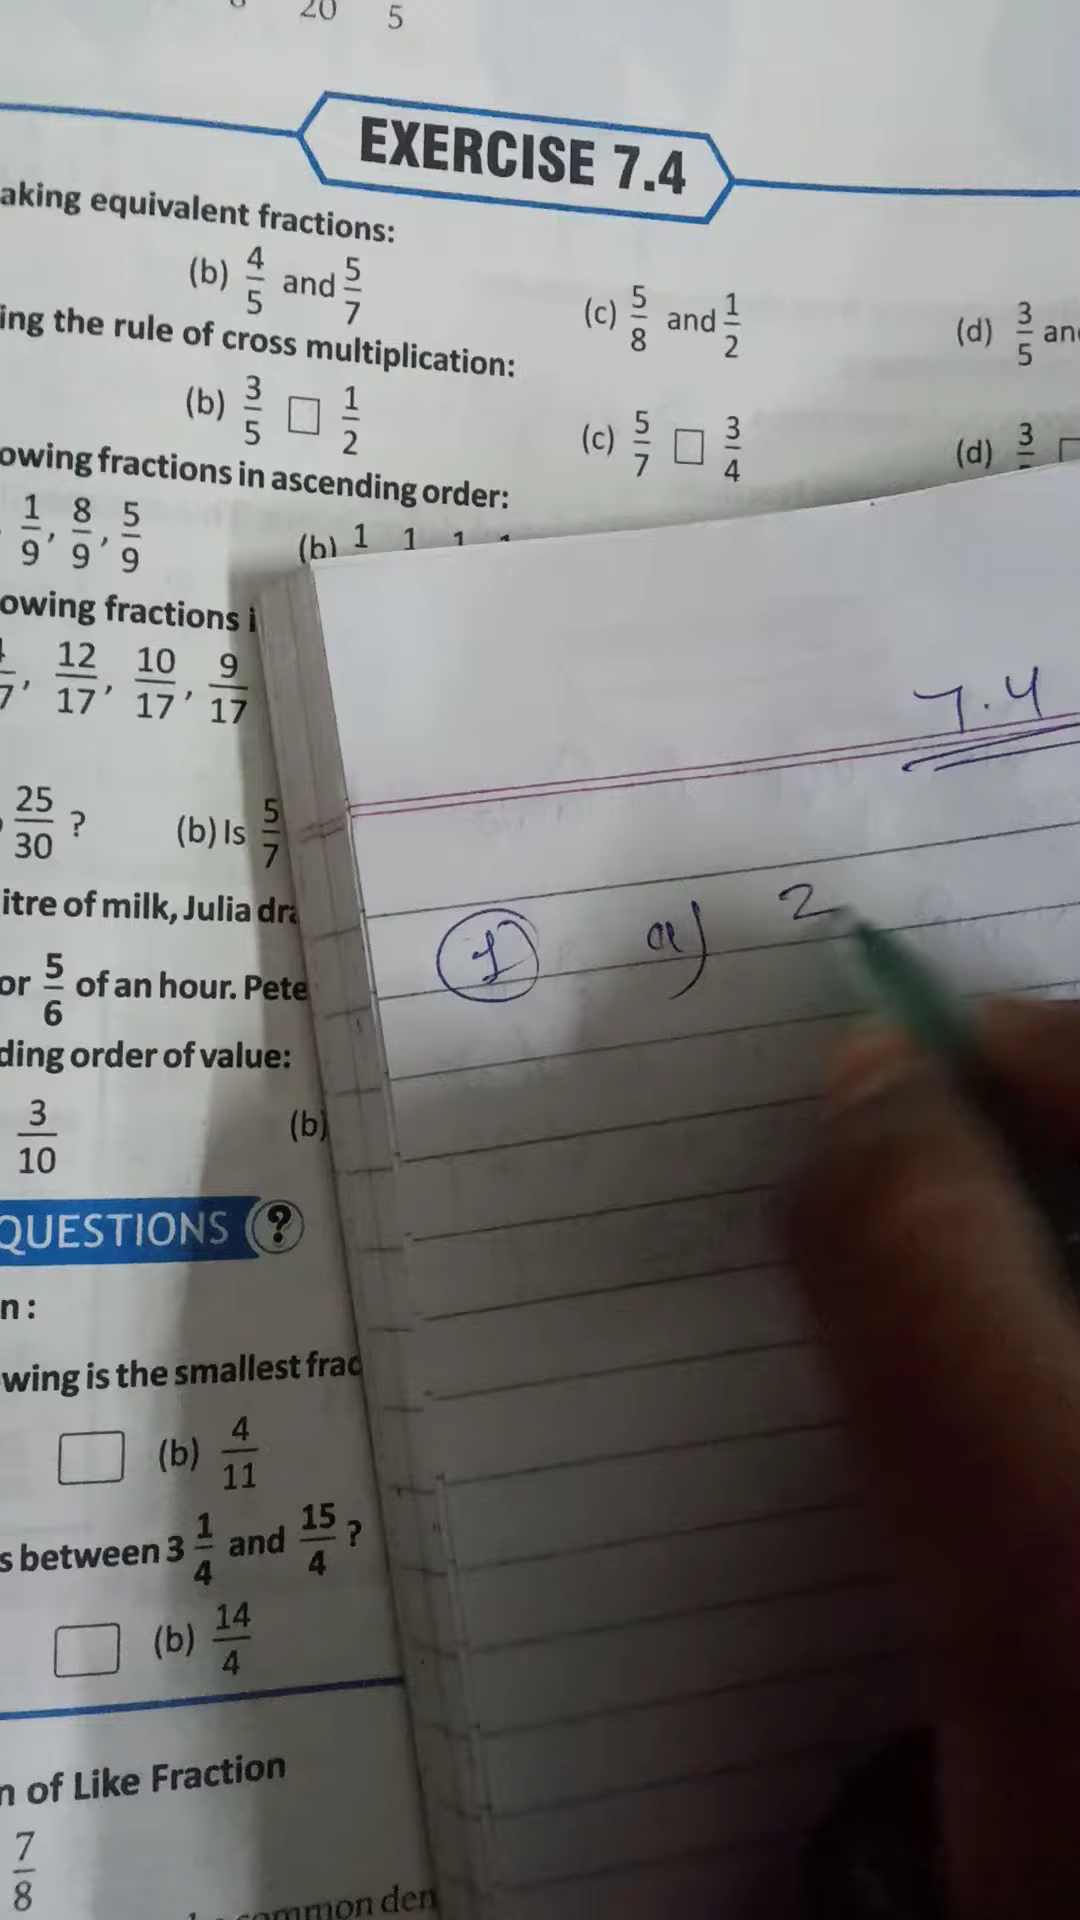 20 5
EXERCISE 7.4
aking equivalent fractions:
(b) 4/5 and 5/7 (c) 5/8 and 1/2 (d) 3/5 an
ing the rule of cross multiplication:
(b) 3/5 □ 1/2 (c) 5/7 □ 3/4 (d) 3
owing fractions in ascending order:
1/9, 8/9, 5/9 (b) 1 1 1
owing fractions i
12/17, 10/17, 9/17
25/30 ? (b) Is 5/7
itre of milk, Julia dra
or 5/6 of an hour. Pete
ding order of value:
3/10 (b)
QUESTIONS ?
n:
wing is the smallest frac
□ (b) 4/11
s between 3 1/4 and 15/4 ?
□ (b) 14/4
n of Like Fraction
7/8
common den
7.4
1 a) 2